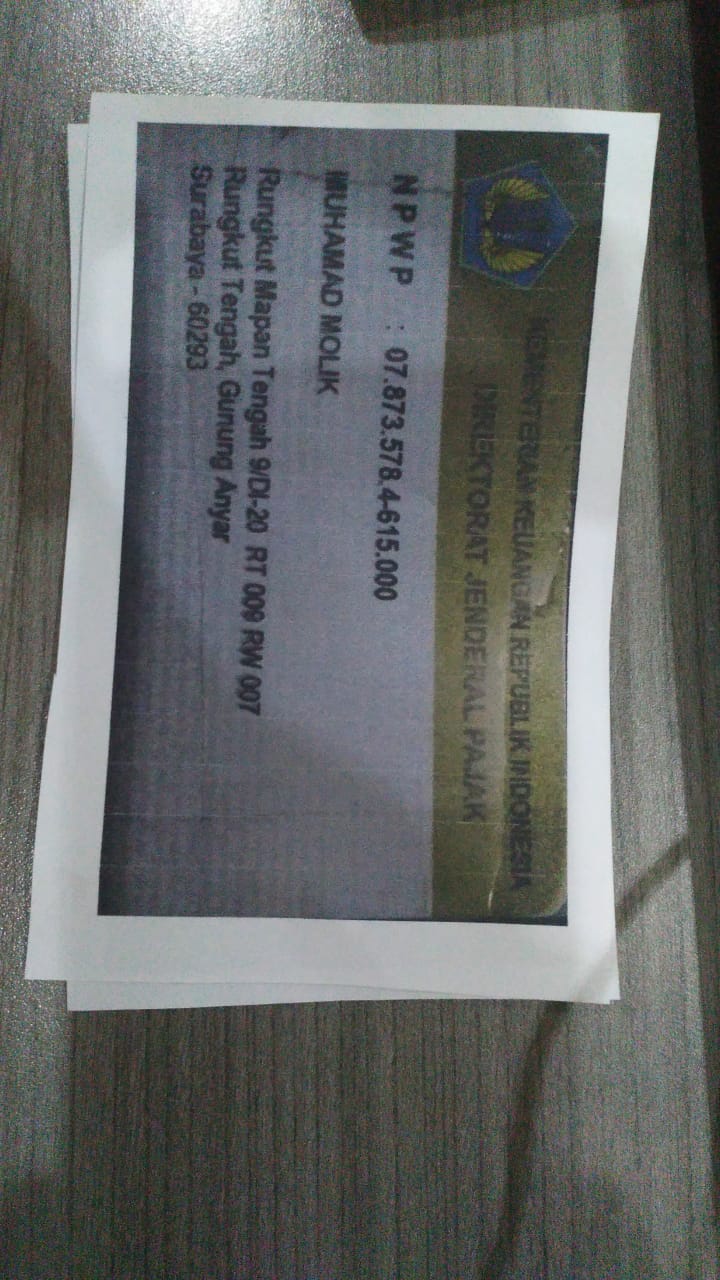 KEMENTERIAN KEUANGAN REPUBLIK INDONESIA
DIREKTORAT JENDERAL PAJAK
NPWP : 07.873.578.4-615.000
MUHAMAD MOLIK
Rungkut Mapan Tengah 9/DI-20 RT 009 RW 007
Rungkut Tengah, Gunung Anyar
Surabaya - 60293